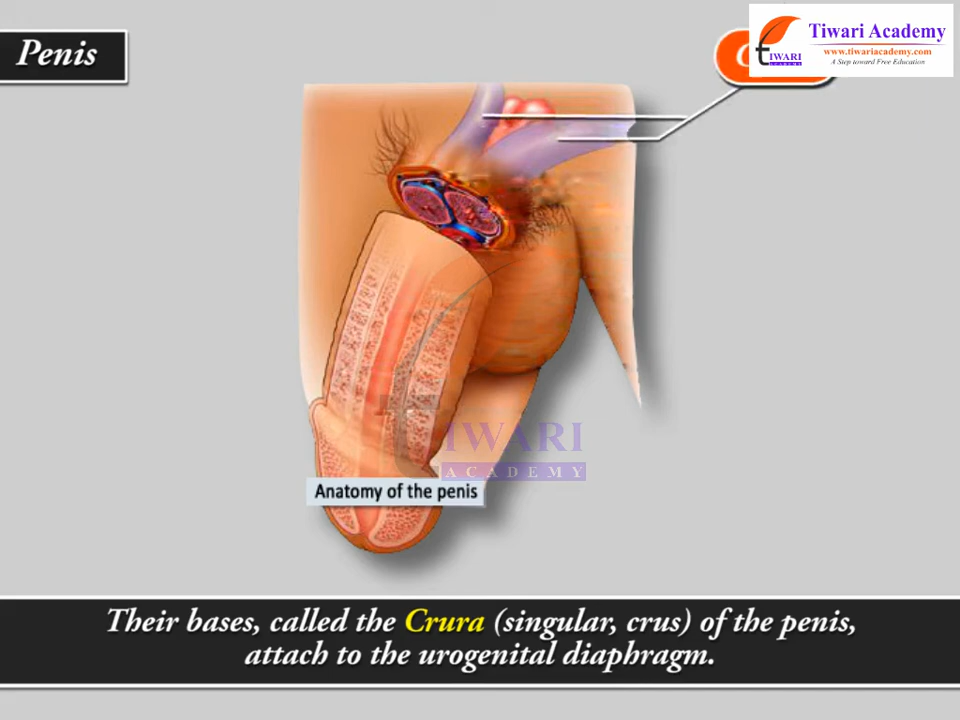 Penis
Tiwari Academy
www.tiwariacademy.com
A Step toward Free Education
TIWARI
ACADEMY
TIWARI
ACADEMY
Anatomy of the penis
Their bases, called the Crura (singular, crus) of the penis,
attach to the urogenital diaphragm.